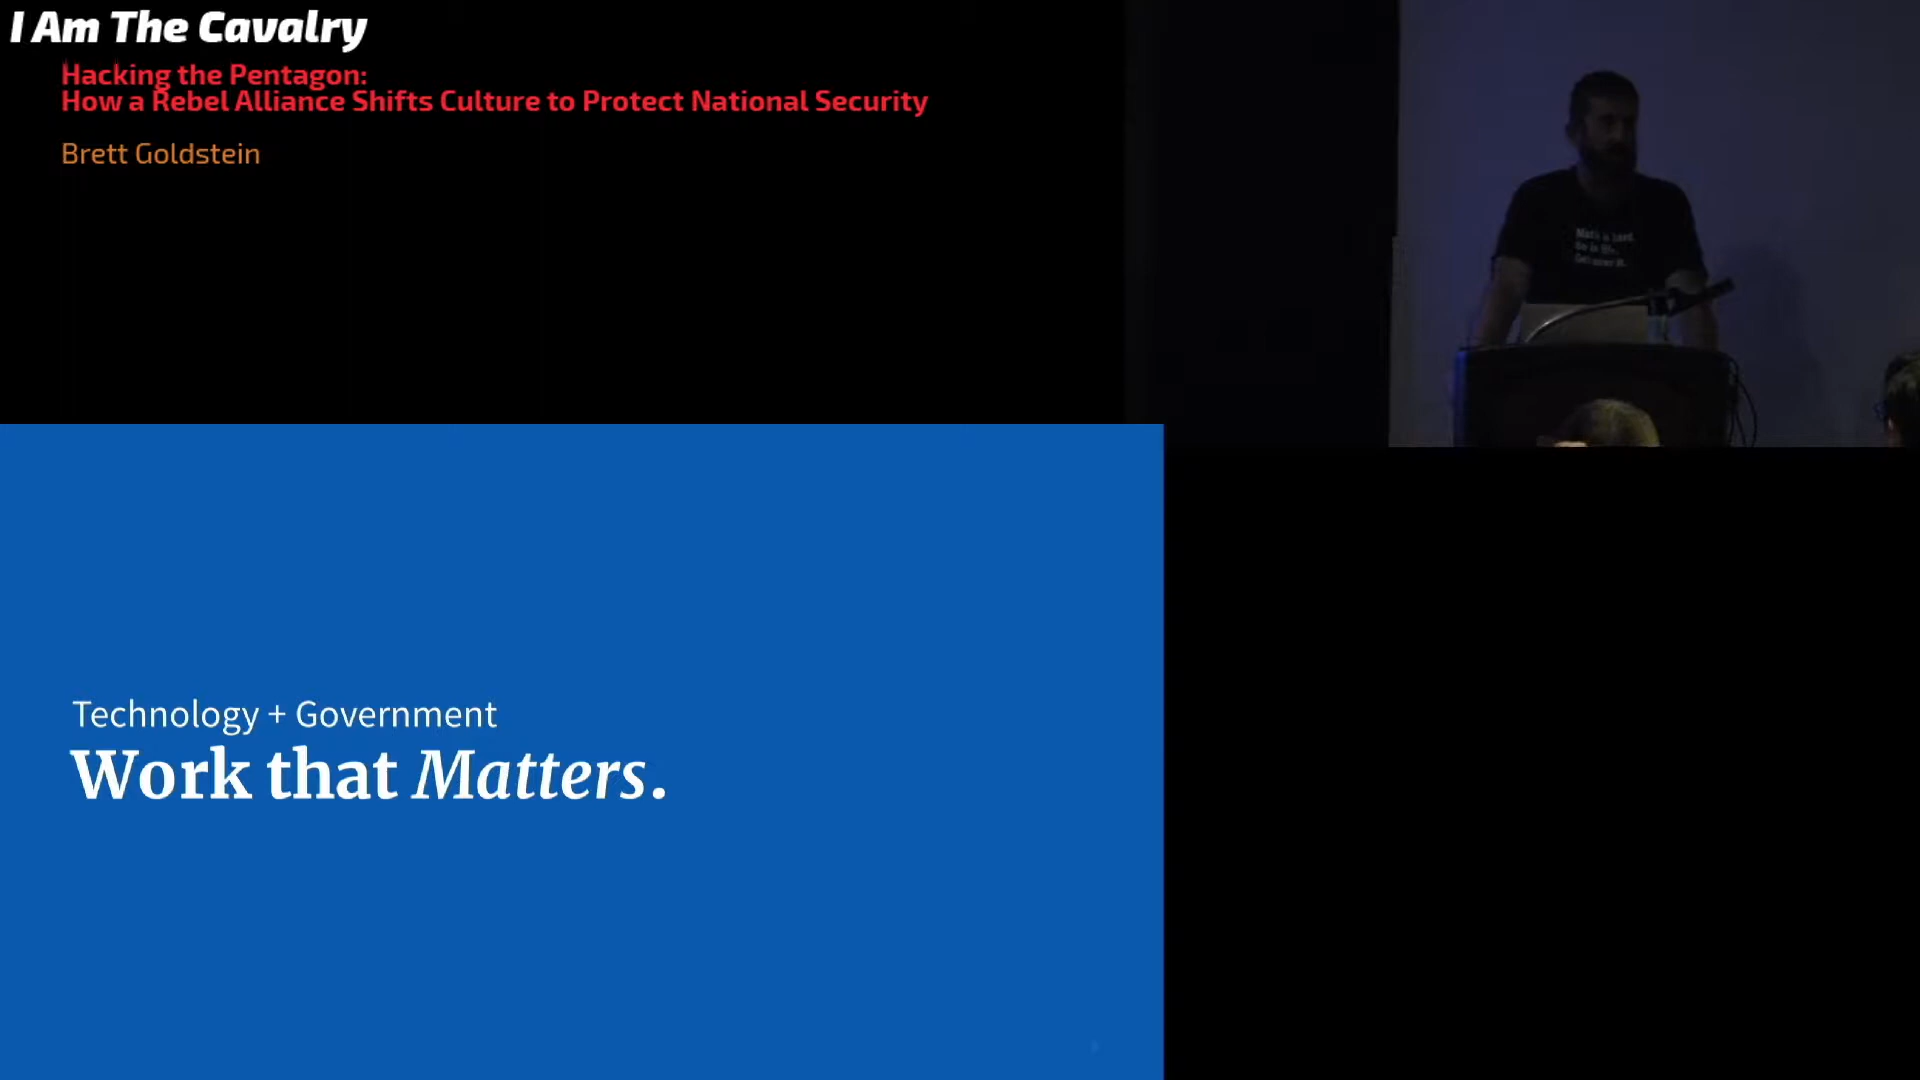 I Am The Cavalry
Hacking the Pentagon:
How a Rebel Alliance Shifts Culture to Protect National Security
Brett Goldstein
Technology + Government
Work that Matters.